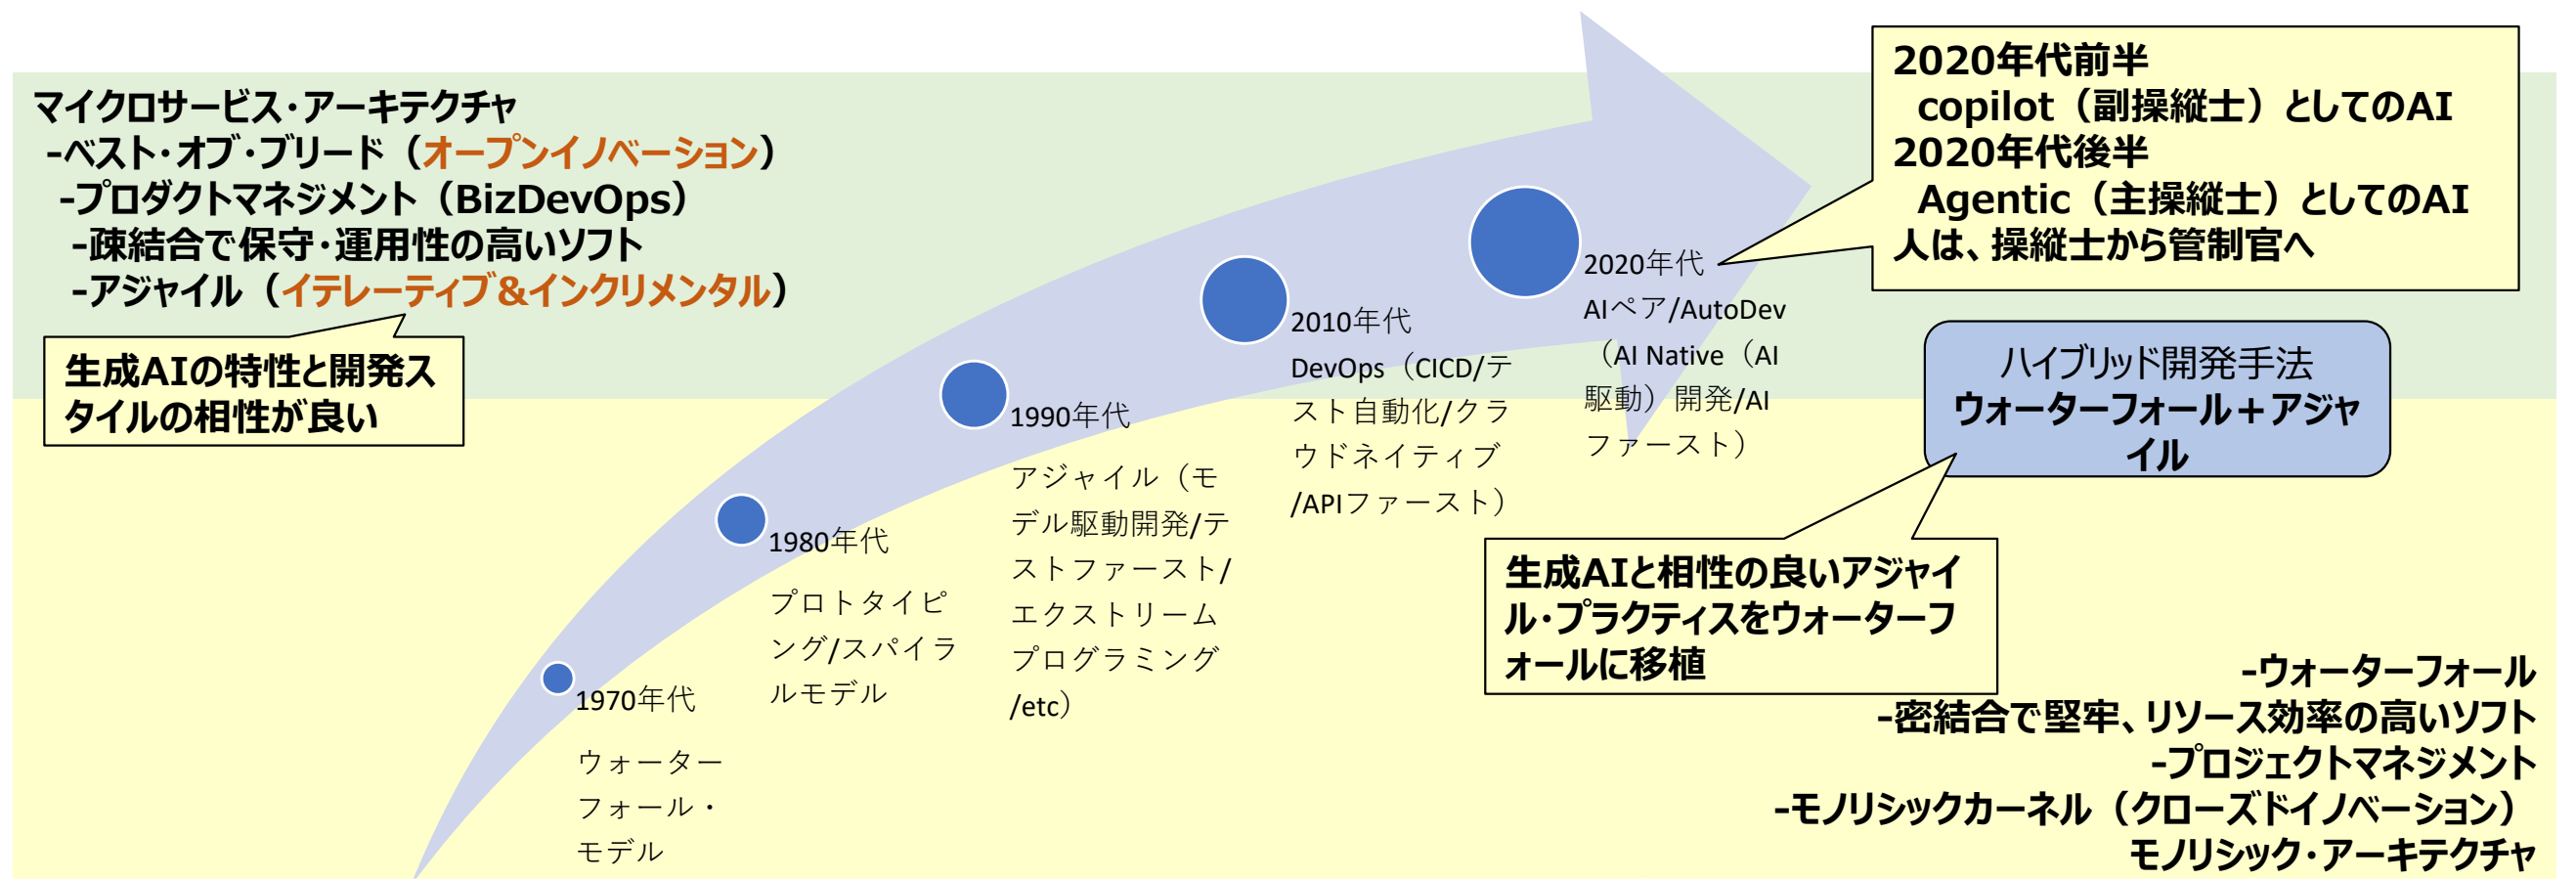 マイクロサービス・アーキテクチャ
-ベスト・オブ・ブリード（オープンイノベーション）
-プロダクトマネジメント（BizDevOps）
-疎結合で保守・運用性の高いソフト
-アジャイル（イテレーティブ&インクリメンタル）
生成AIの特性と開発ス
タイルの相性が良い
1970年代
ウォーター
フォール・
モデル
1980年代
プロトタイピ
ング/スパイラ
ルモデル
1990年代
アジャイル（モ
デル駆動開発/テ
ストファースト/
エクストリーム
プログラミング
/etc）
2010年代
DevOps（CICD/テ
スト自動化/クラ
ウドネイティブ
/APIファースト）
2020年代
AIペア/AutoDev
（AI Native（AI
駆動）開発/AI
ファースト）
2020年代前半
copilot（副操縦士）としてのAI
2020年代後半
Agentic（主操縦士）としてのAI
人は、操縦士から管制官へ
ハイブリッド開発手法
ウォーターフォール＋アジャ
イル
生成AIと相性の良いアジャイ
ル・プラクティスをウォーターフ
ォールに移植
-ウォーターフォール
-密結合で堅牢、リソース効率の高いソフト
-プロジェクトマネジメント
-モノリシックカーネル（クローズドイノベーション）
モノリシック・アーキテクチャ